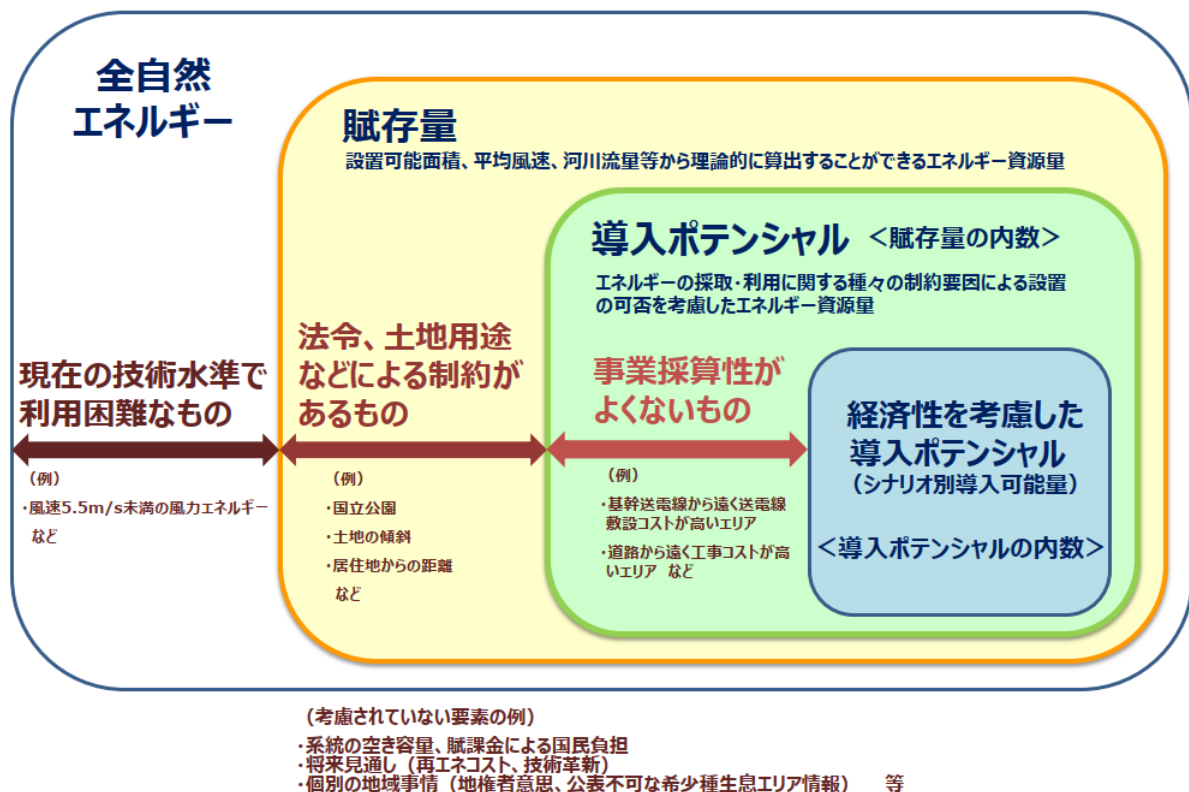 全自然
エネルギー
賦存量
設置可能面積、平均風速、河川流量等から理論的に算出することができるエネルギー資源量
導入ポテンシャル <賦存量の内数>
エネルギーの採取・利用に関する種々の制約要因による設置
の可否を考慮したエネルギー資源量
現在の技術水準で
利用困難なもの
(例)
・風速5.5m/s未満の風力エネルギー
など
法令、土地用途
などによる制約が
あるもの
(例)
・国立公園
・土地の傾斜
・居住地からの距離
など
事業採算性が
よくないもの
(例)
・基幹送電線から遠く送電線
敷設コストが高いエリア
・道路から遠く工事コストが高
いエリア など
経済性を考慮した
導入ポテンシャル
(シナリオ別導入可能量)
<導入ポテンシャルの内数>
(考慮されていない要素の例)
・系統の空き容量、賦課金による国民負担
・将来見通し(再エネコスト、技術革新)
・個別の地域事情(地権者意思、公表不可な希少種生息エリア情報) 等